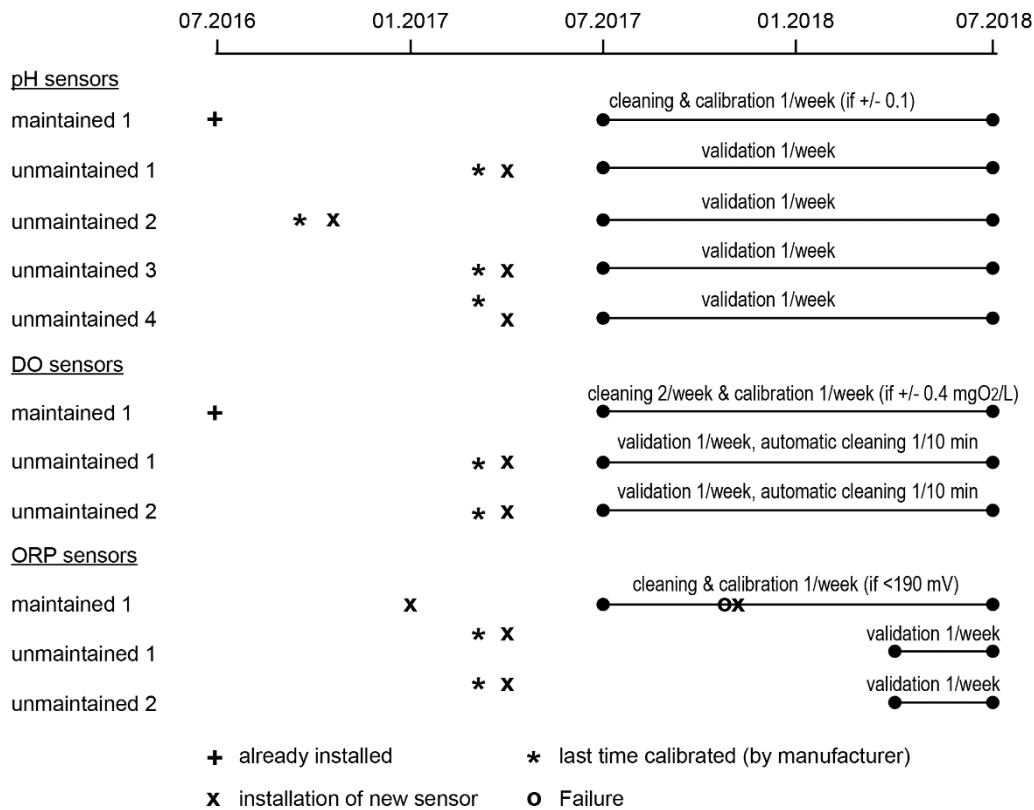 07.2016 01.2017 07.2017 01.2018 07.2018
pH sensors
cleaning & calibration 1/week (if +/- 0.1)
maintained 1 +
validation 1/week
unmaintained 1 * x
validation 1/week
unmaintained 2 * x
validation 1/week
unmaintained 3 * x
validation 1/week
unmaintained 4 * x
DO sensors
cleaning 2/week & calibration 1/week (if +/- 0.4 mgO2/L)
maintained 1 +
validation 1/week, automatic cleaning 1/10 min
unmaintained 1 * x
validation 1/week, automatic cleaning 1/10 min
unmaintained 2 * x
ORP sensors
cleaning & calibration 1/week (if <190 mV)
maintained 1 x o x
validation 1/week
unmaintained 1 * x
validation 1/week
unmaintained 2 * x
+ already installed * last time calibrated (by manufacturer)
x installation of new sensor o Failure